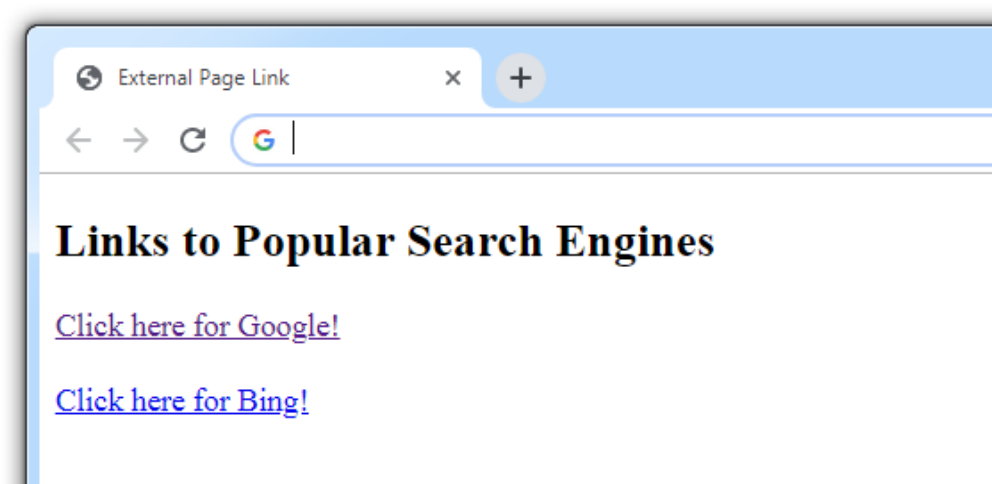 External Page Link
Links to Popular Search Engines
Click here for Google!
Click here for Bing!